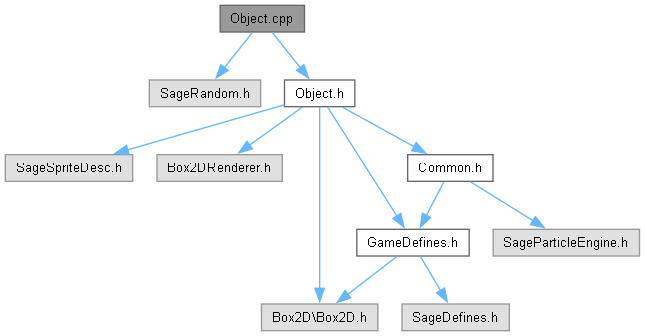 Object.cpp
SageRandom.h
Object.h
SageSpriteDesc.h
Box2DRenderer.h
Common.h
GameDefines.h
SageParticleEngine.h
Box2D\Box2D.h
SageDefines.h